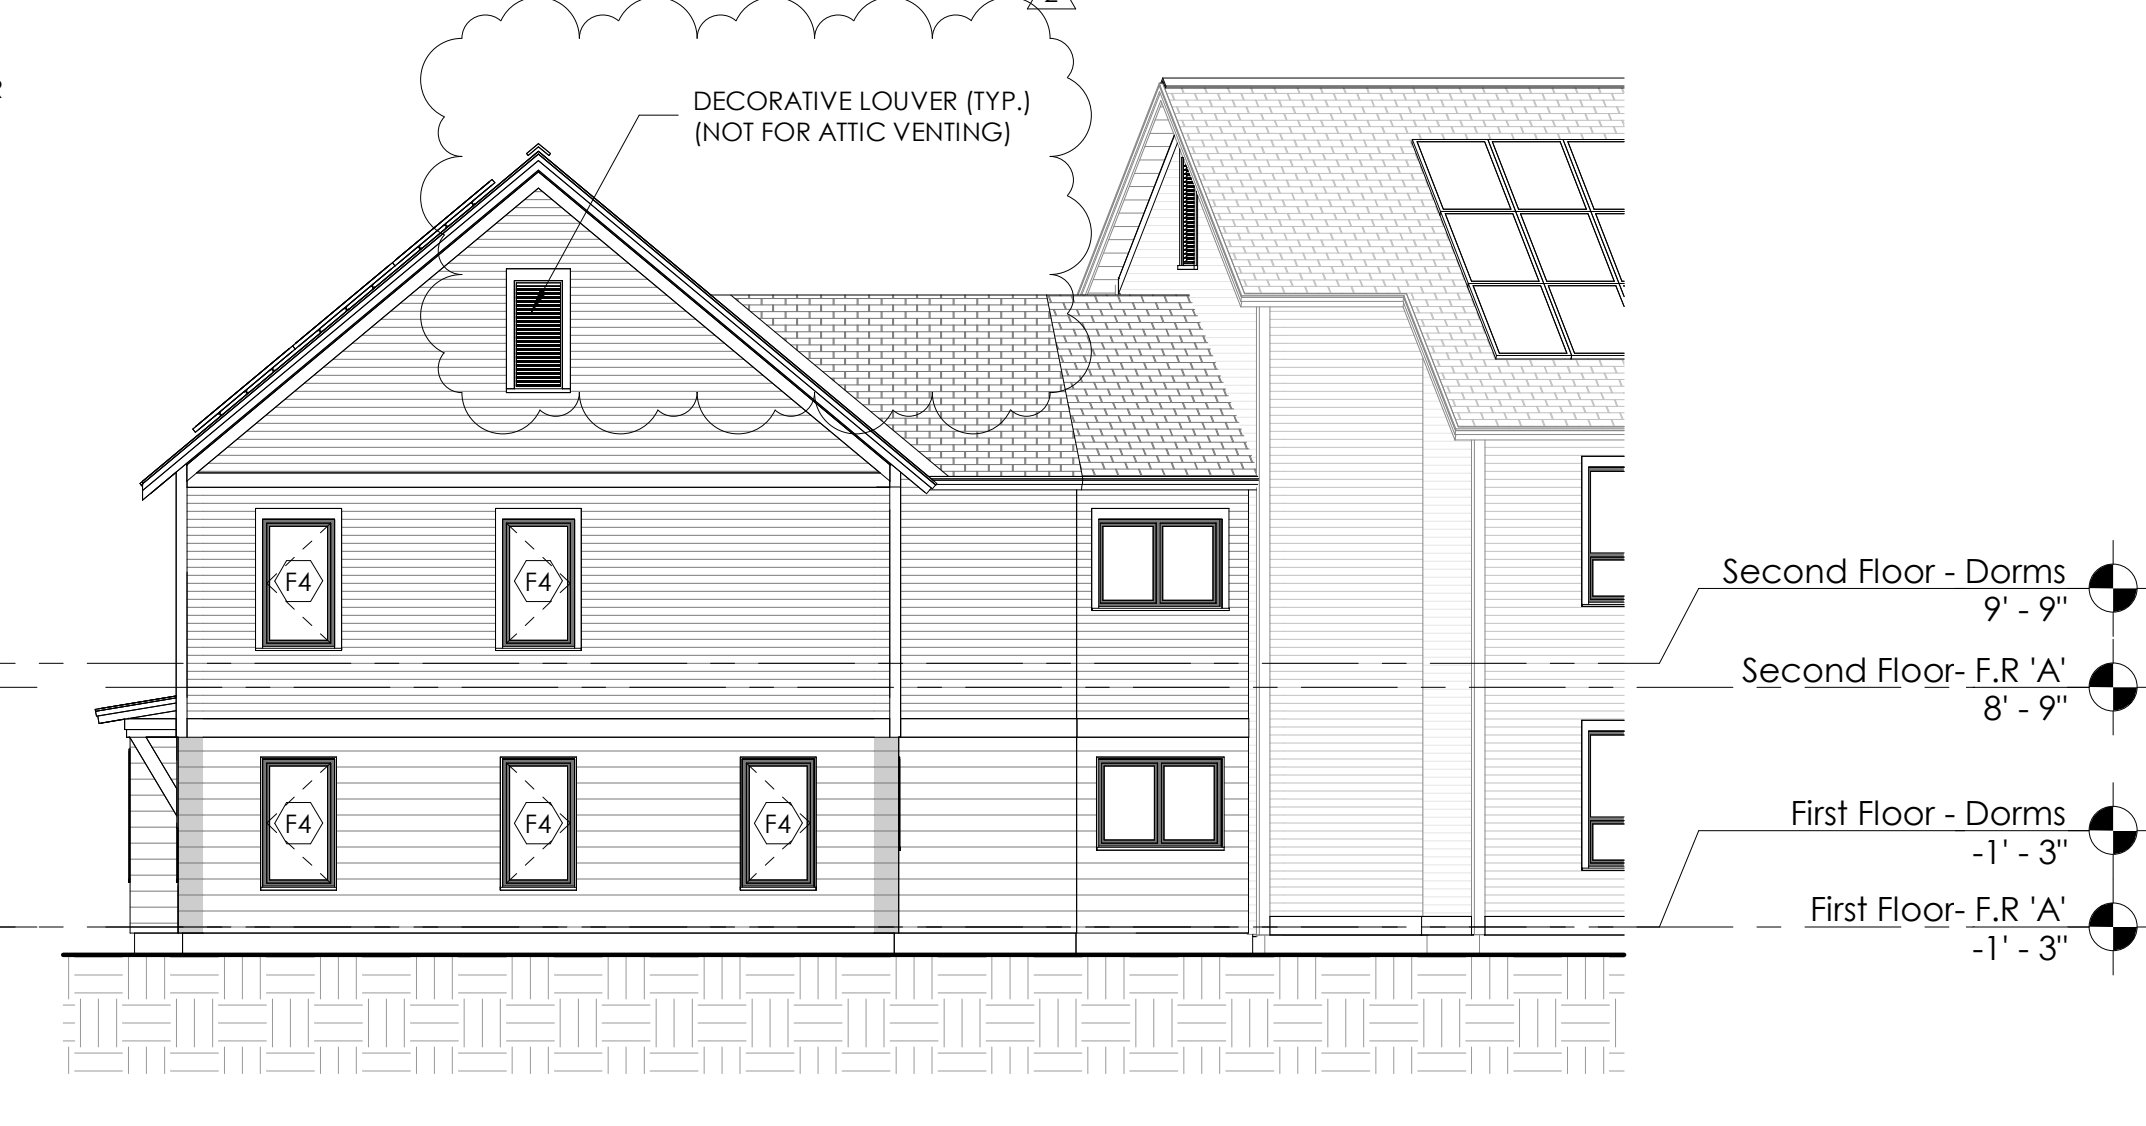 2
DECORATIVE LOUVER (TYP.)
(NOT FOR ATTIC VENTING)
F4
F4
Second Floor - Dorms
9' - 9"
Second Floor- F.R 'A'
8' - 9"
F4
F4
F4
First Floor - Dorms
-1' - 3"
First Floor- F.R 'A'
-1' - 3"